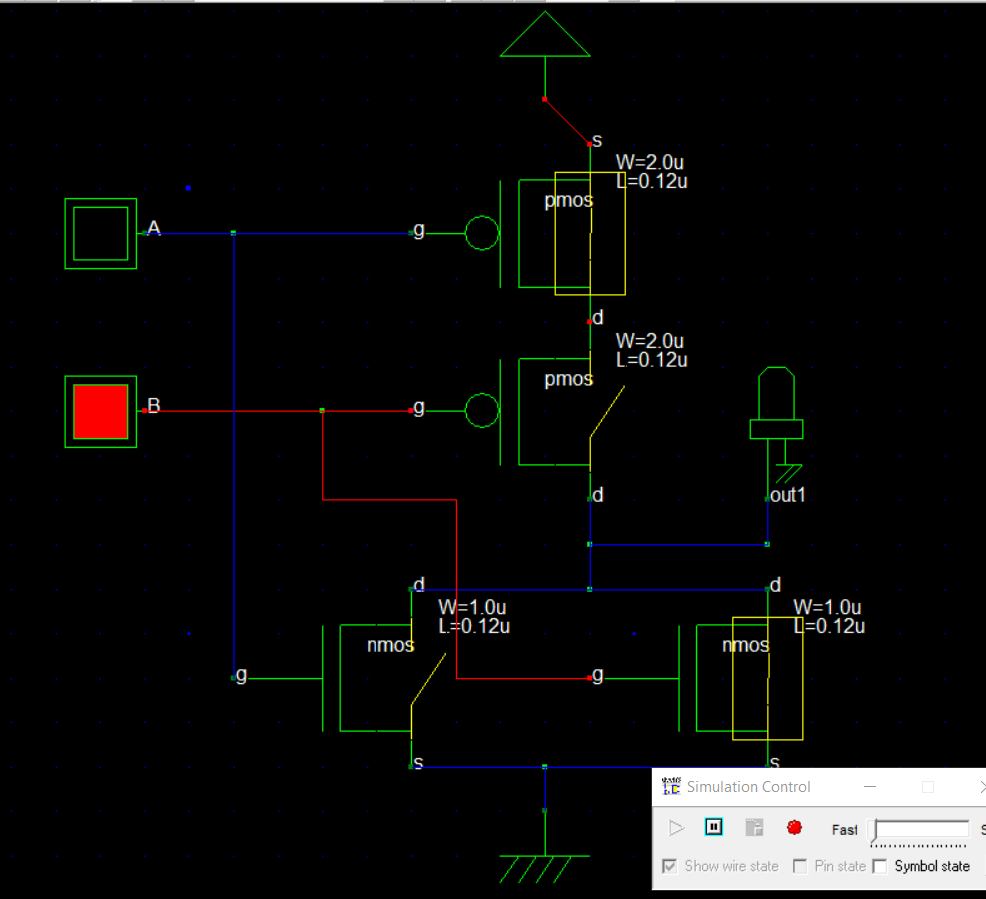 s
W=2.0u
L=0.12u
pmos
A
g
d
W=2.0u
L=0.12u
pmos
B
g
d
out1
d
W=1.0u
L=0.12u
nmos
g
s
d
W=1.0u
L=0.12u
nmos
g
s
Simulation Control
Fast
S
Show wire state
Pin state
Symbol state